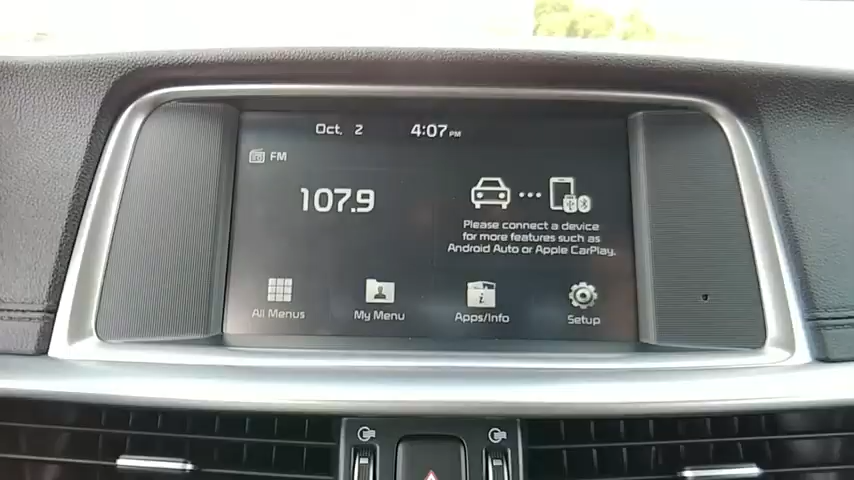 Oct. 2 4:07 PM
FM
107.9
Please connect a device
for more features such as
Android Auto or Apple CarPlay.
All Menus My Menu Apps/Info Setup